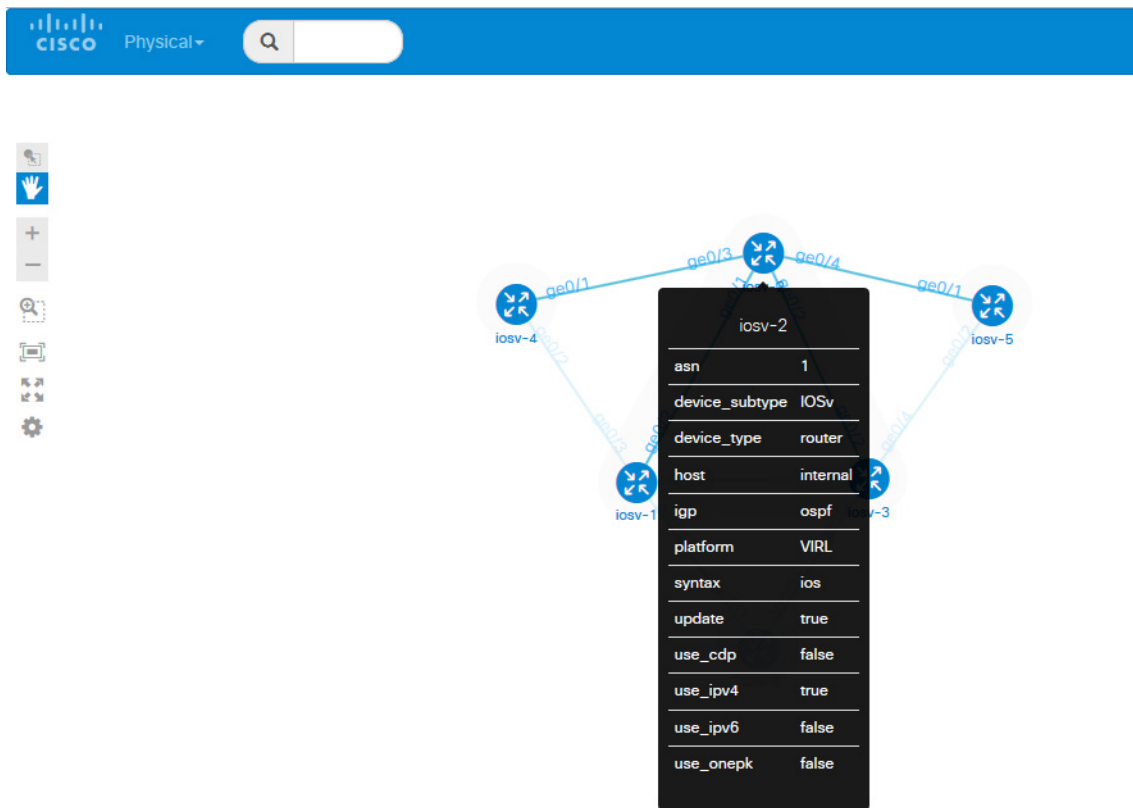 cisco Physical
ge0/3 ge0/4
ge0/1 ge0/1 ge0/1
iosv-4 iosv-5
iosv-2
ge0/2 ge0/2
asn 1
device_subtype IOSv
device_type router
ge0/3 ge0/4
host internal
iosv-1
igp ospf
platform VIRL
syntax ios
update true
use_cdp false
use_ipv4 true
use_ipv6 false
use_onepk false